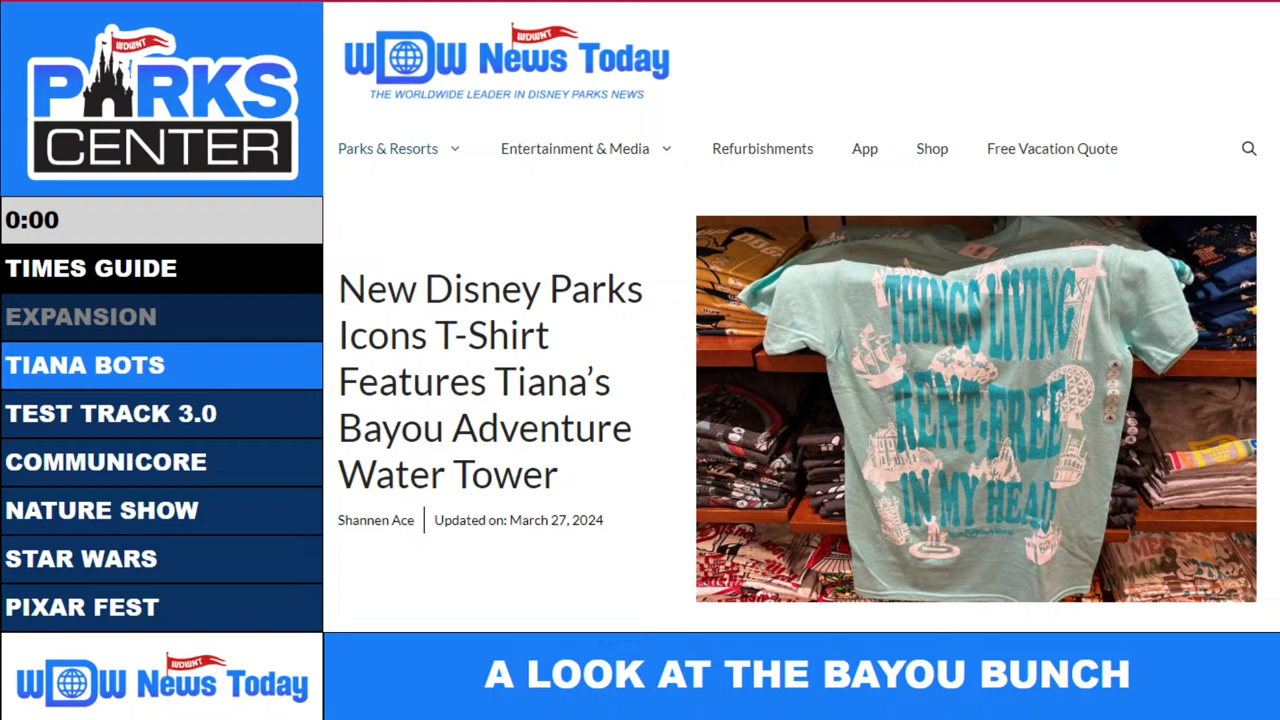 WDWNT
PARKS
CENTER
0:00
TIMES GUIDE
EXPANSION
TIANA BOTS
TEST TRACK 3.0
COMMUNICORE
NATURE SHOW
STAR WARS
PIXAR FEST
WDWNT
WDW News Today
WDWNT
WDW News Today
THE WORLDWIDE LEADER IN DISNEY PARKS NEWS
Parks & Resorts Entertainment & Media Refurbishments App Shop Free Vacation Quote
New Disney Parks
Icons T-Shirt
Features Tiana’s
Bayou Adventure
Water Tower
Shannen Ace Updated on: March 27, 2024
THINGS LIVING
RENT-FREE
IN MY HEAD
A LOOK AT THE BAYOU BUNCH